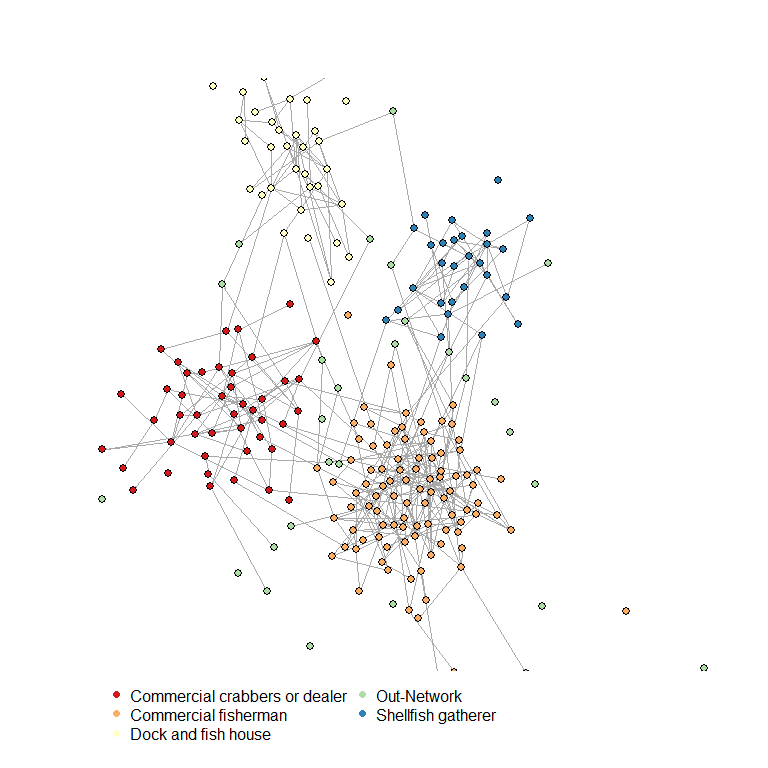 Commercial crabbers or dealer
Commercial fisherman
Dock and fish house
Out-Network
Shellfish gatherer